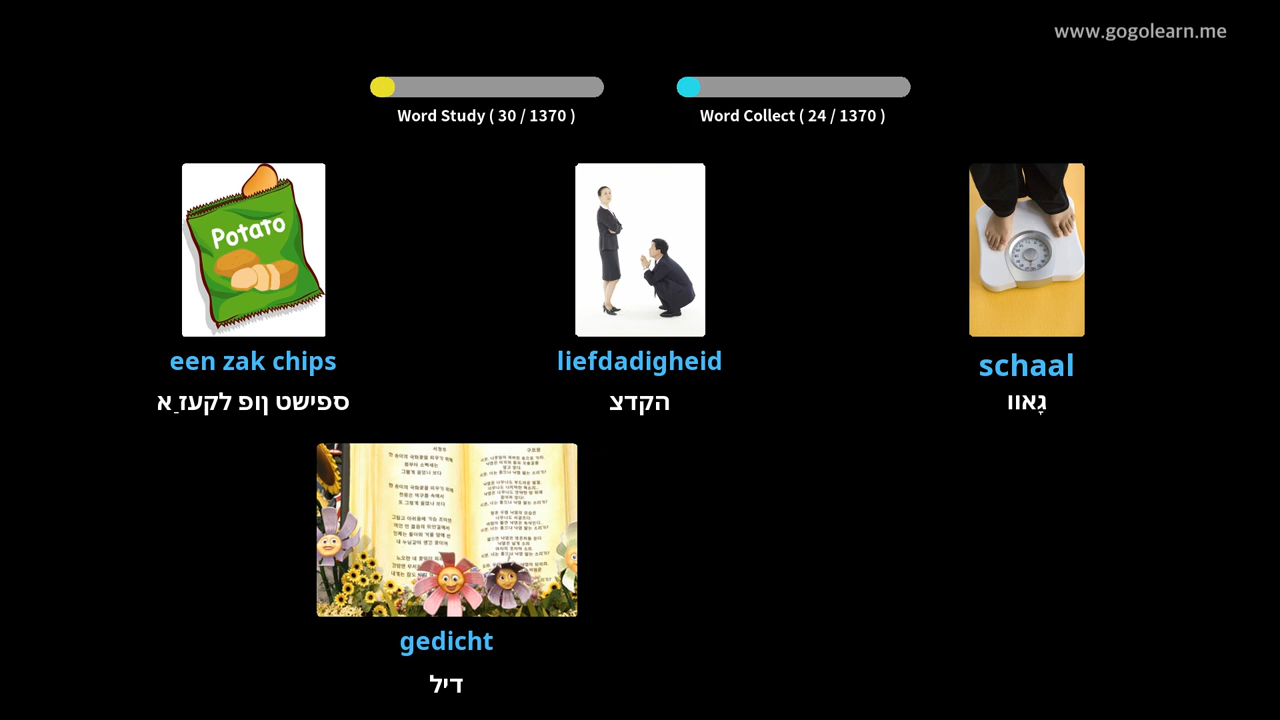 www.gogolearn.me
Word Study ( 30 / 1370 )
Word Collect ( 24 / 1370 )
Potato
een zak chips
ספישט ןופ לקעז ַא
liefdadigheid
הקדצ
schaal
גָאוו
gedicht
דיל